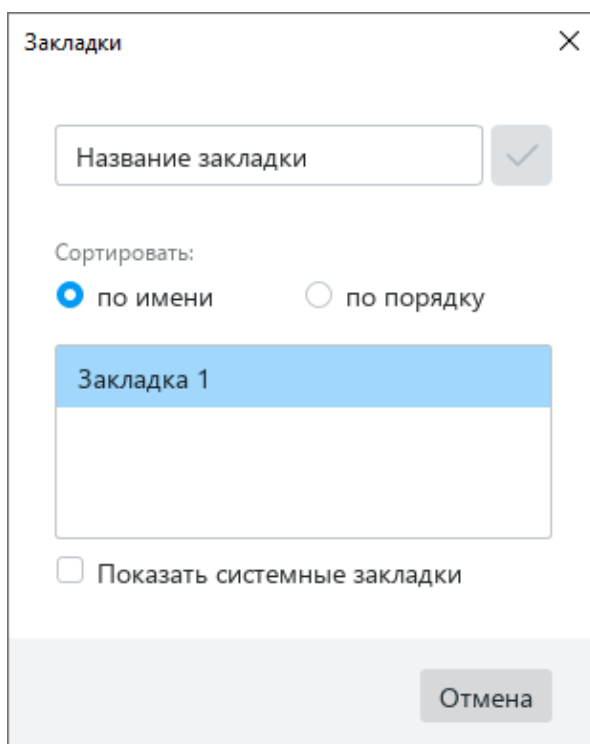 Закладки
Название закладки
Сортировать:
по имени по порядку
Закладка 1
Показать системные закладки
Отмена